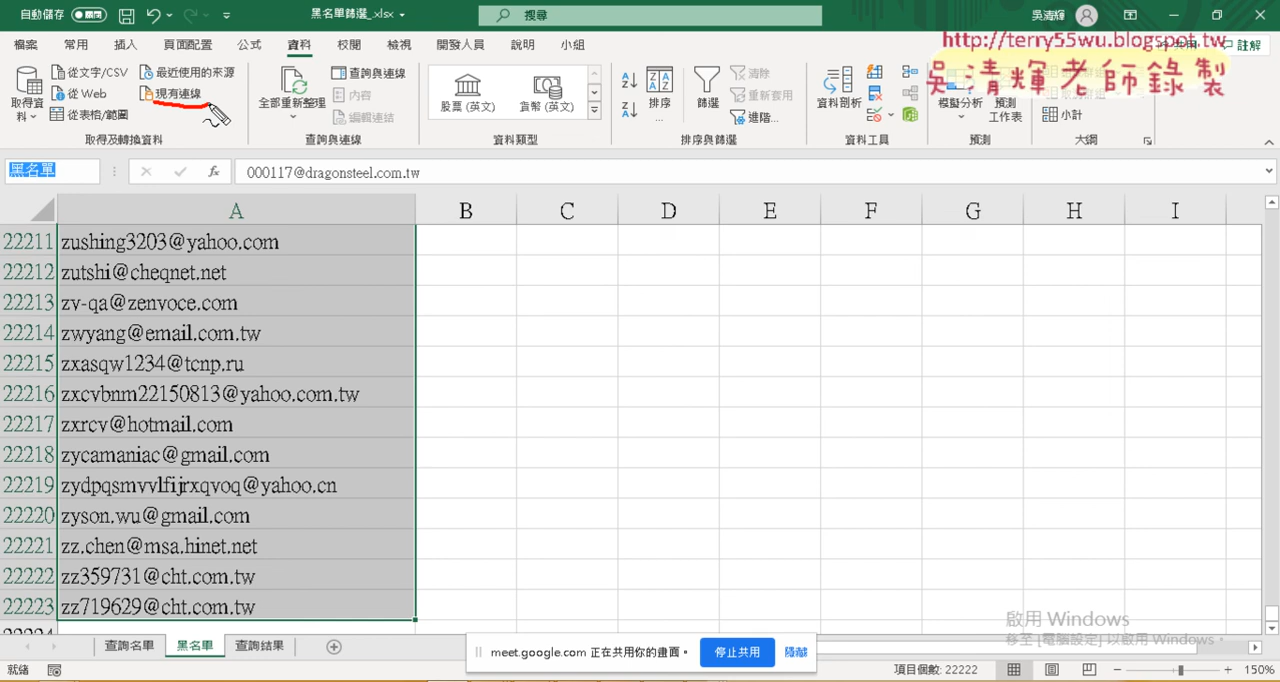 自動儲存
黑名單篩選_.xlsx
搜尋
吳清輝
檔案 常用 插入 頁面配置 公式 資料 校閱 檢視 開發人員 說明 小組
註解
http://terry55wu.blogspot.tw
吳清輝老師錄製
取得資料
從文字/CSV
從 Web
從表格/範圍
最近使用的來源
現有連線
取得及轉換資料
全部重新整理
查詢與連線
內容
編輯連結
查詢與連線
股票 (英文)
貨幣 (英文)
資料類型
排序
...
篩選
清除
重新套用
進階...
排序與篩選
資料剖析
資料工具
模擬分析
預測
工作表
預測
小計
大綱
黑名單
fx
000117@dragonsteel.com.tw
A B C D E F G H I
22211 zushing3203@yahoo.com
22212 zutshi@cheqnet.net
22213 zv-qa@zenvoce.com
22214 zwyang@email.com.tw
22215 zxasqw1234@tcnp.ru
22216 zxcvbnm22150813@yahoo.com.tw
22217 zxrcv@hotmail.com
22218 zycamaniac@gmail.com
22219 zydpqsmvvlfijrxqvoq@yahoo.cn
22220 zyson.wu@gmail.com
22221 zz.chen@msa.hinet.net
22222 zz359731@cht.com.tw
22223 zz719629@cht.com.tw
啟用 Windows
移至 [電腦設定] 以啟用 Windows。
查詢名單 黑名單 查詢結果
meet.google.com 正在共用你的畫面。
停止共用
隱藏
就緒
項目個數: 22222
150%